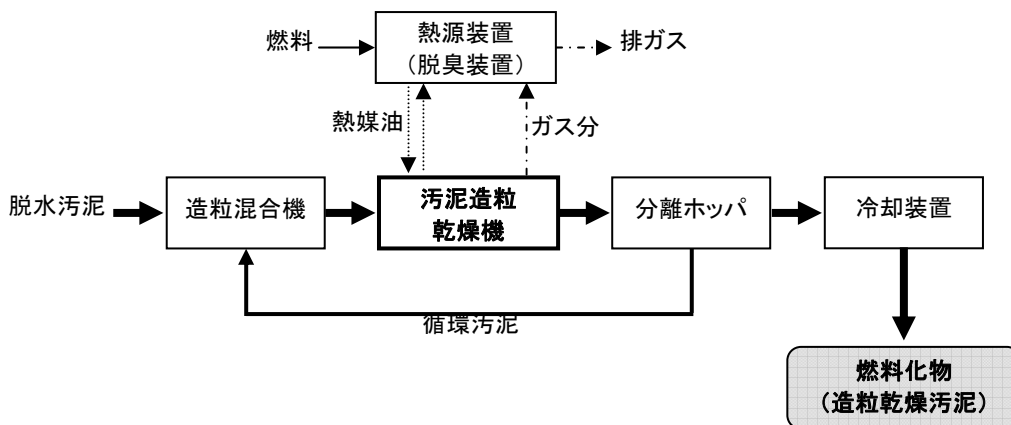 燃料
熱源装置
（脱臭装置）
排ガス
熱媒油
ガス分
脱水汚泥
造粒混合機
汚泥造粒
乾燥機
分離ホッパ
冷却装置
循環汚泥
燃料化物
（造粒乾燥汚泥）